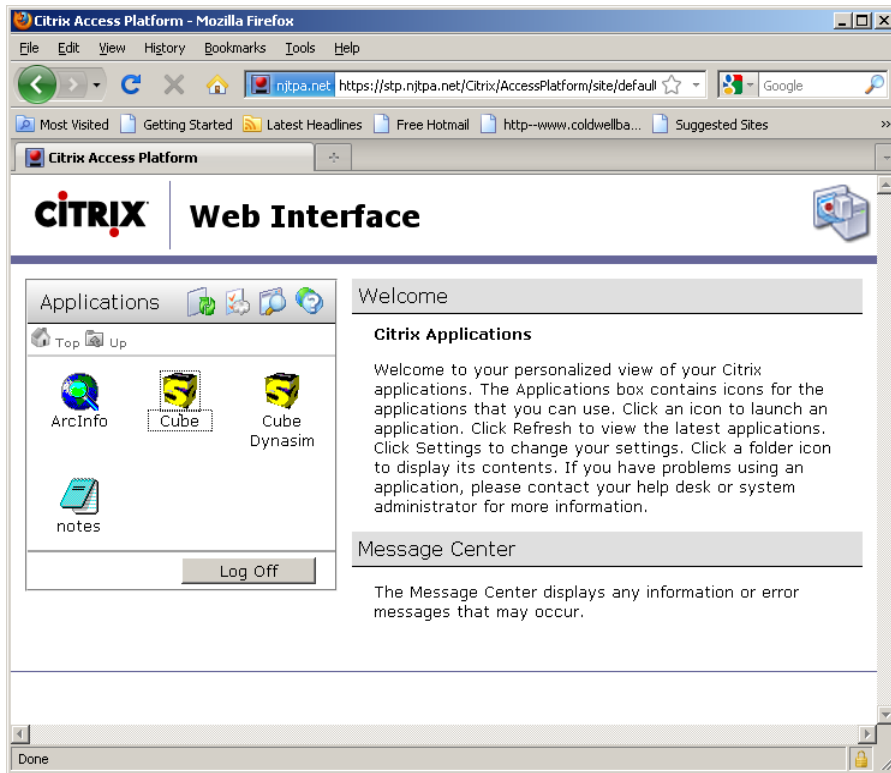 Citrix Access Platform - Mozilla Firefox
File Edit View History Bookmarks Tools Help
njtpa.net https://stp.njtpa.net/Citrix/AccessPlatform/site/defaul Google
Most Visited Getting Started Latest Headlines Free Hotmail http--www.coldwellba... Suggested Sites »
Citrix Access Platform
CITRIX Web Interface
Applications
Top Up
ArcInfo Cube Cube Dynasim
notes
Log Off
Welcome
Citrix Applications
Welcome to your personalized view of your Citrix
applications. The Applications box contains icons for the
applications that you can use. Click an icon to launch an
application. Click Refresh to view the latest applications.
Click Settings to change your settings. Click a folder icon
to display its contents. If you have problems using an
application, please contact your help desk or system
administrator for more information.
Message Center
The Message Center displays any information or error
messages that may occur.
Done